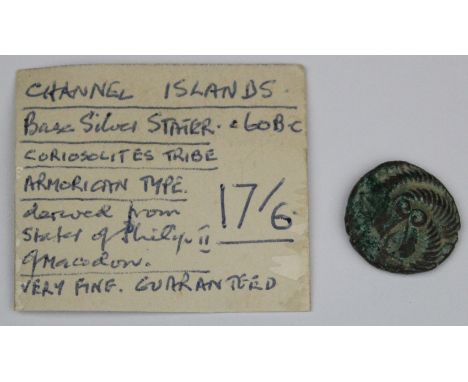 CHANNEL ISLANDS.
Base Silver STATER. c60B.C
CORIOSOLITES TRIBE
ARMORICAN TYPE.
derived from 17/6
stater of Philip II
of Macedon.
VERY FINE. GUARANTEED